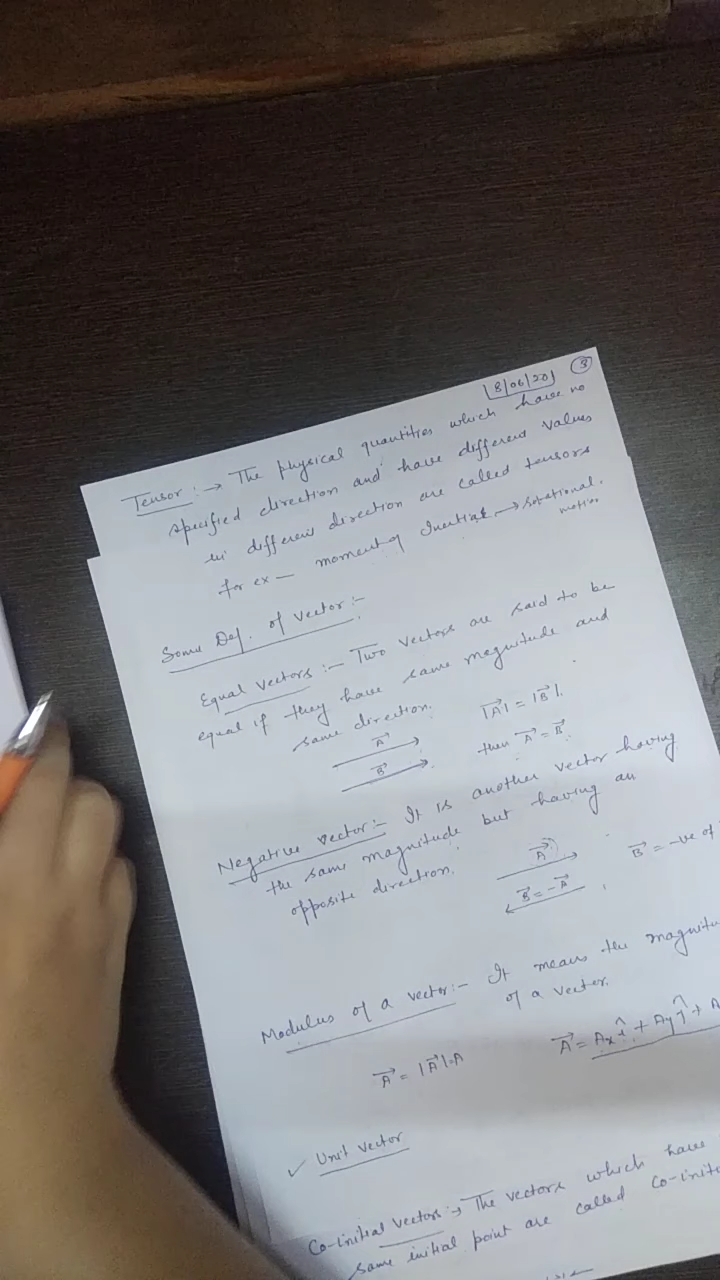 8/06/20 3
Tensor :→ The physical quantities which have no
specified direction and have different values
in different direction are called tensors
for ex — moment of Inertia → rotational motion
Some Def. of Vector :-
Equal Vectors :- Two vectors are said to be
equal if they have same magnitude and
same direction. |A⃗| = |B⃗|.
A⃗
B⃗ then A⃗ = B⃗.
Negative Vector :- It is another vector having
the same magnitude but having an
opposite direction. A⃗ B⃗ = -ve of
B⃗ = -A⃗
Modulus of a vector :- It means the magnitu
of a vector.
A⃗ = |A⃗| = A A⃗ = Ax î + Ay ĵ + A
✓ Unit Vector
Co-initial Vectors :→ The vectors which have
same initial point are called Co-init